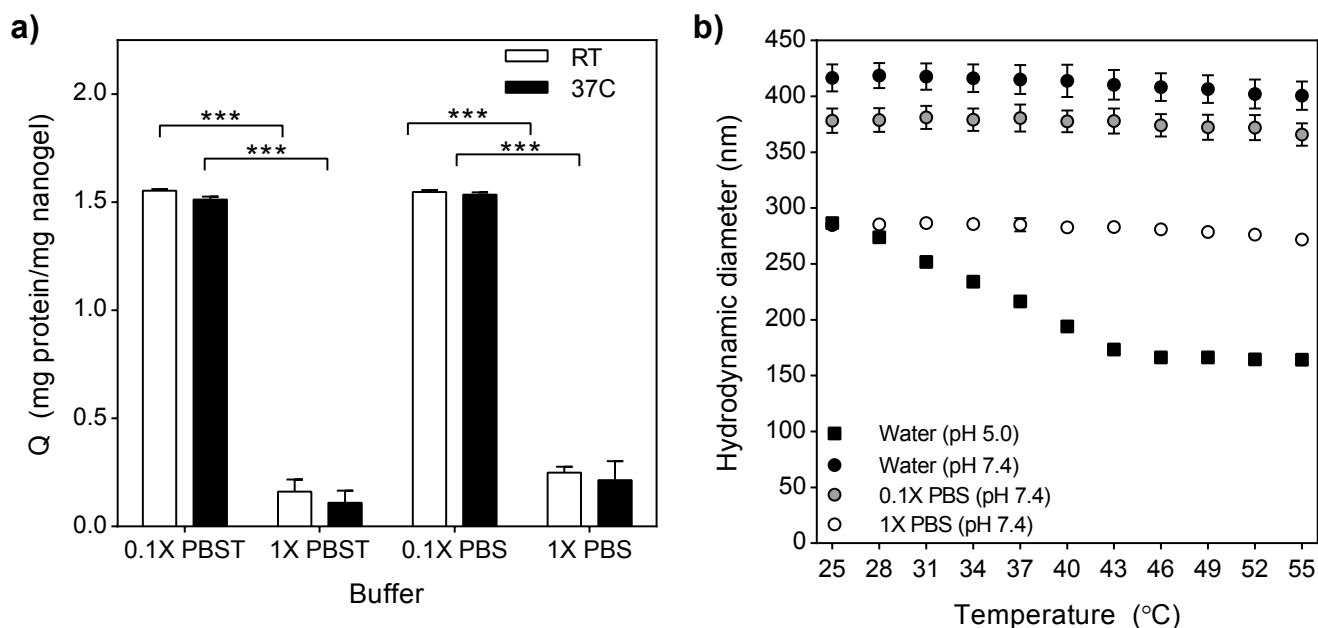 a)
RT
37C
***
***
***
***
2.0
1.5
1.0
0.5
0.0
Q (mg protein/mg nanogel)
0.1X PBST 1X PBST 0.1X PBS 1X PBS
Buffer
b)
450
400
350
300
250
200
150
100
50
0
Hydrodynamic diameter (nm)
Water (pH 5.0)
Water (pH 7.4)
0.1X PBS (pH 7.4)
1X PBS (pH 7.4)
25 28 31 34 37 40 43 46 49 52 55
Temperature (°C)